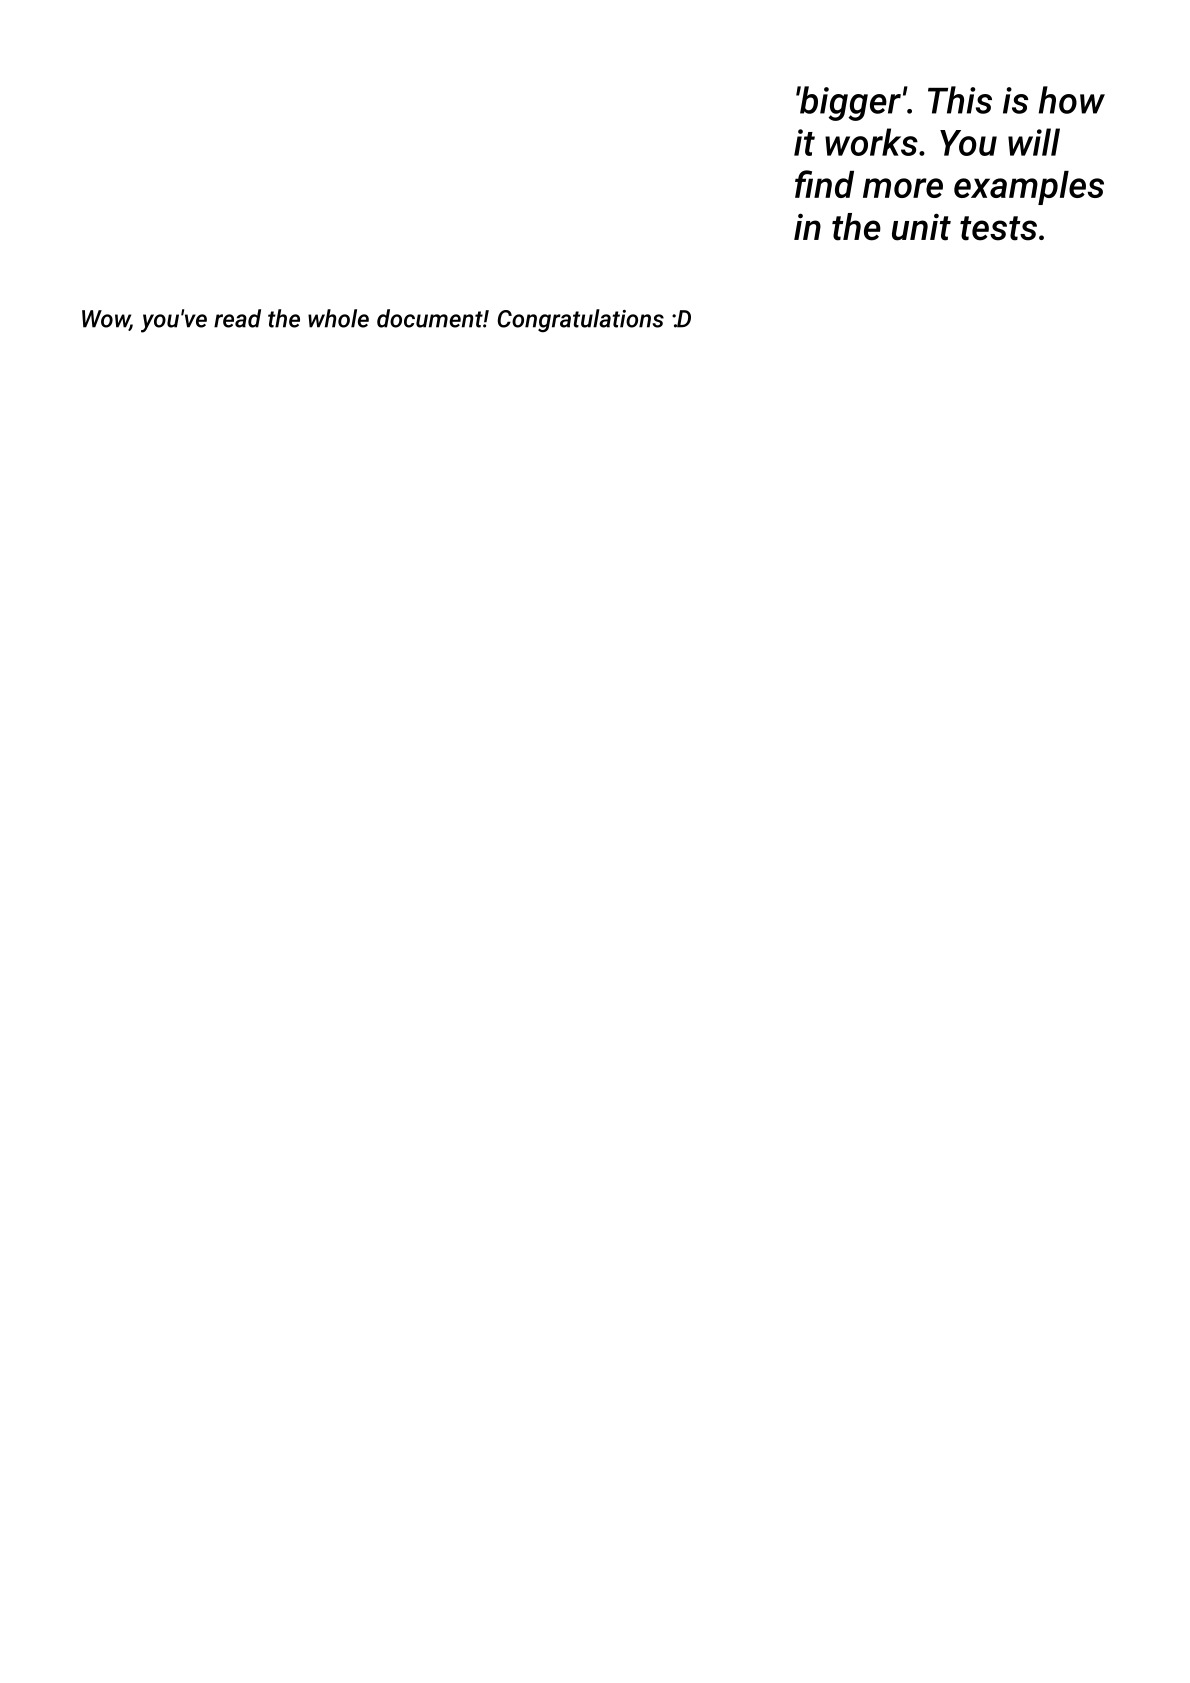 'bigger'. This is how
it works. You will
find more examples
in the unit tests.
Wow, you've read the whole document! Congratulations :D